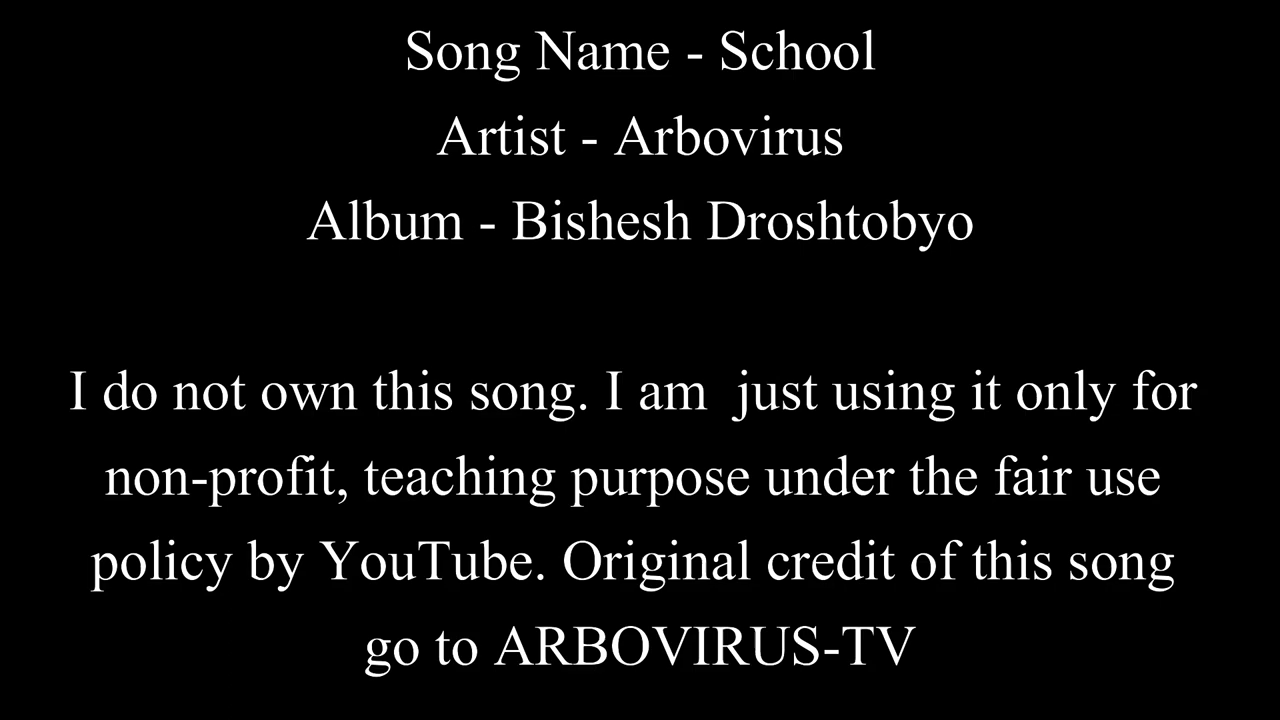 Song Name - School
Artist - Arbovirus
Album - Bishesh Droshtobyo
I do not own this song. I am  just using it only for
non-profit, teaching purpose under the fair use
policy by YouTube. Original credit of this song
go to ARBOVIRUS-TV